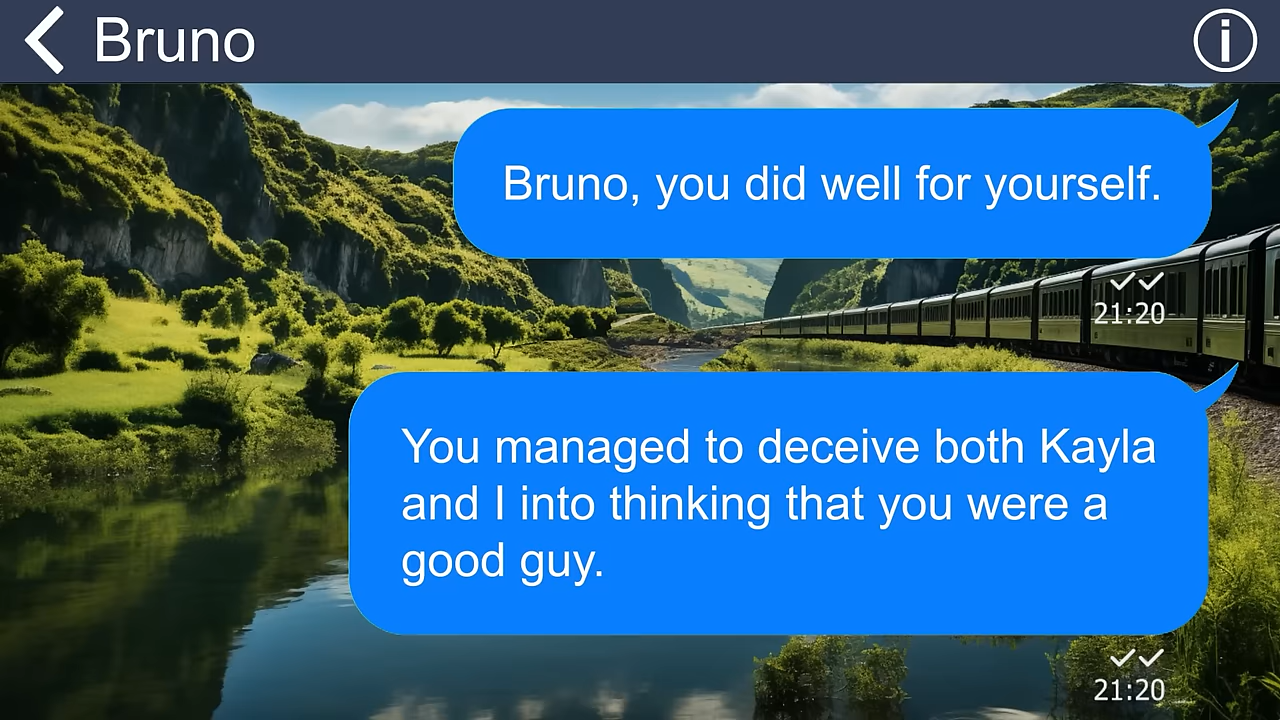 Bruno
Bruno, you did well for yourself.
21:20
You managed to deceive both Kayla
and I into thinking that you were a
good guy.
21:20